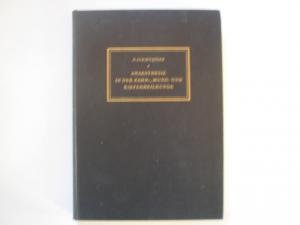 ANAESTHESIE
IN DER ZAHN-, MUND- UND
KIEFERHEILKUNDE